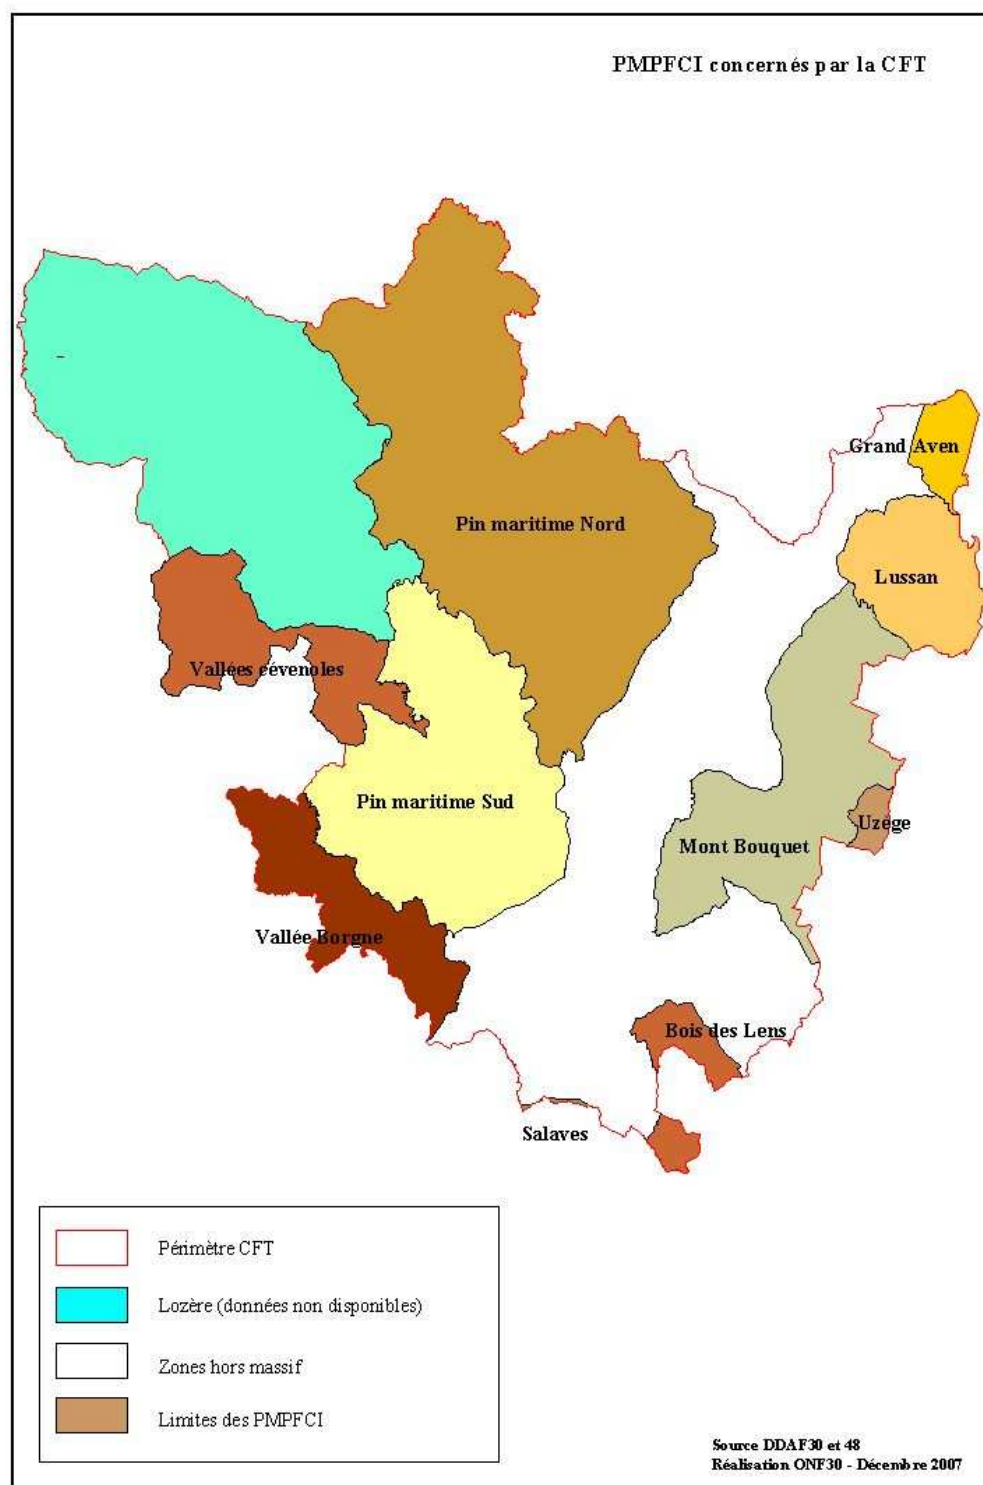 PMPFCI concernés par la CFT
Grand Aven
Pin maritime Nord
Lussan
Vallées cévenoles
Pin maritime Sud
Uzège
Mont Bouquet
Vallée Borgne
Bois des Lens
Salaves
Périmètre CFT
Lozère (données non disponibles)
Zones hors massif
Limites des PMPFCI
Source DDAF30 et 48
Réalisation ONF30 - Décembre 2007